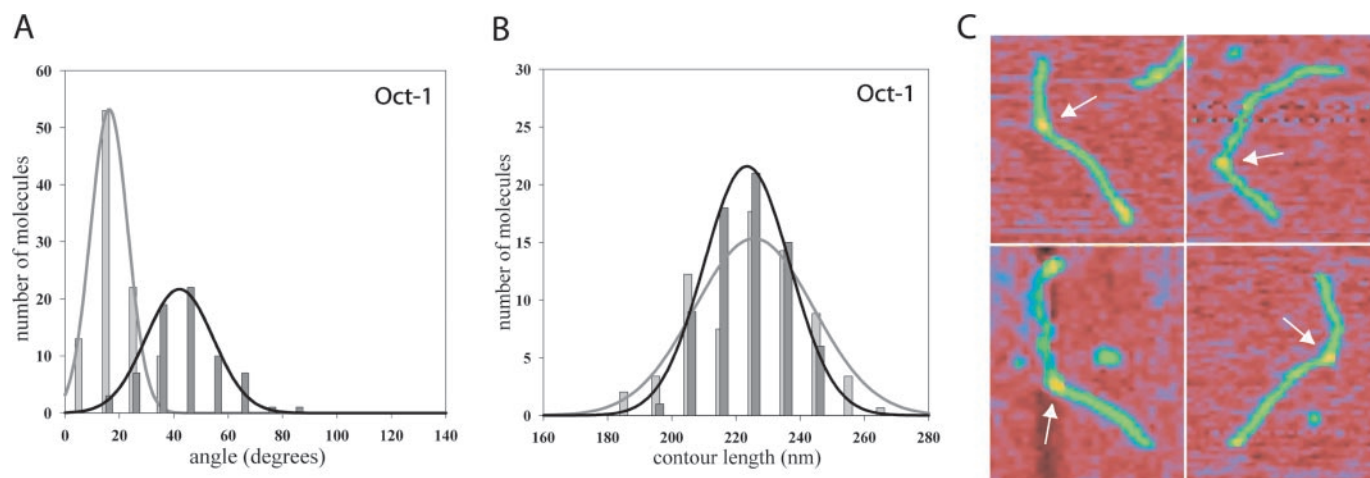 A
B
C
60
50
40
30
20
10
0
number of molecules
Oct-1
0 20 40 60 80 100 120 140
angle (degrees)
30
25
20
15
10
5
0
number of molecules
Oct-1
160 180 200 220 240 260 280
contour length (nm)